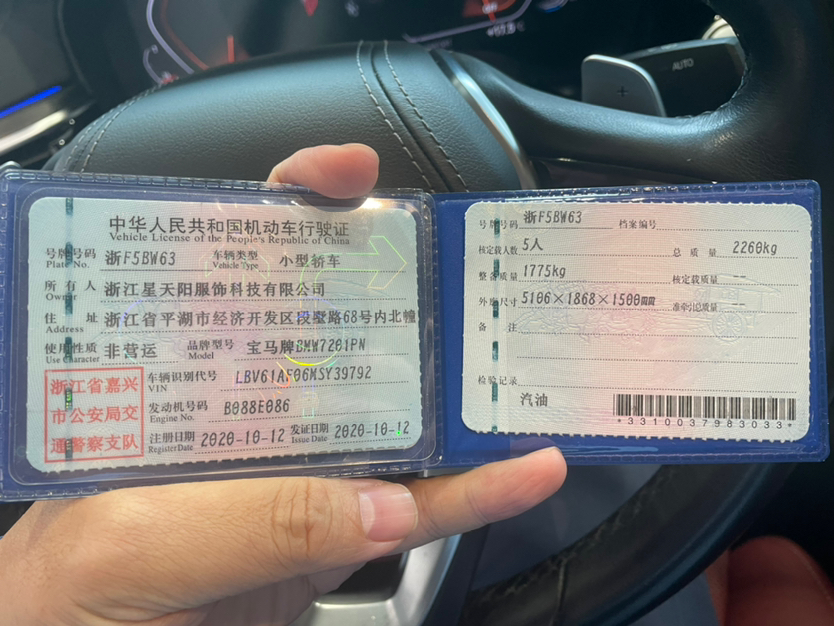 AUTO
+
中华人民共和国机动车行驶证
Vehicle License of the People's Republic of China
号牌号码 浙F5BW63 车辆类型 小型轿车
Plate No. Vehicle Type
所有人 浙江星天阳服饰科技有限公司
Owner
住址 浙江省平湖市经济开发区段墅路68号内北幢
Address
使用性质 非营运 品牌型号 宝马牌BMW7201PN
Use Character Model
浙江省嘉兴
市公安局交
通警察支队
车辆识别代号 LBV61AF06MSY39792
VIN
发动机号码 B088E086
Engine No.
注册日期 2020-10-12 发证日期 2020-10-12
Register Date Issue Date
号牌号码 浙F5BW63 档案编号
核定载人数 5人 总质量 2260kg
整备质量 1775kg 核定载质量 --
外廓尺寸 5106×1868×1500mm 准牵引总质量 --
备注
检验记录
汽油
*3310037983033*